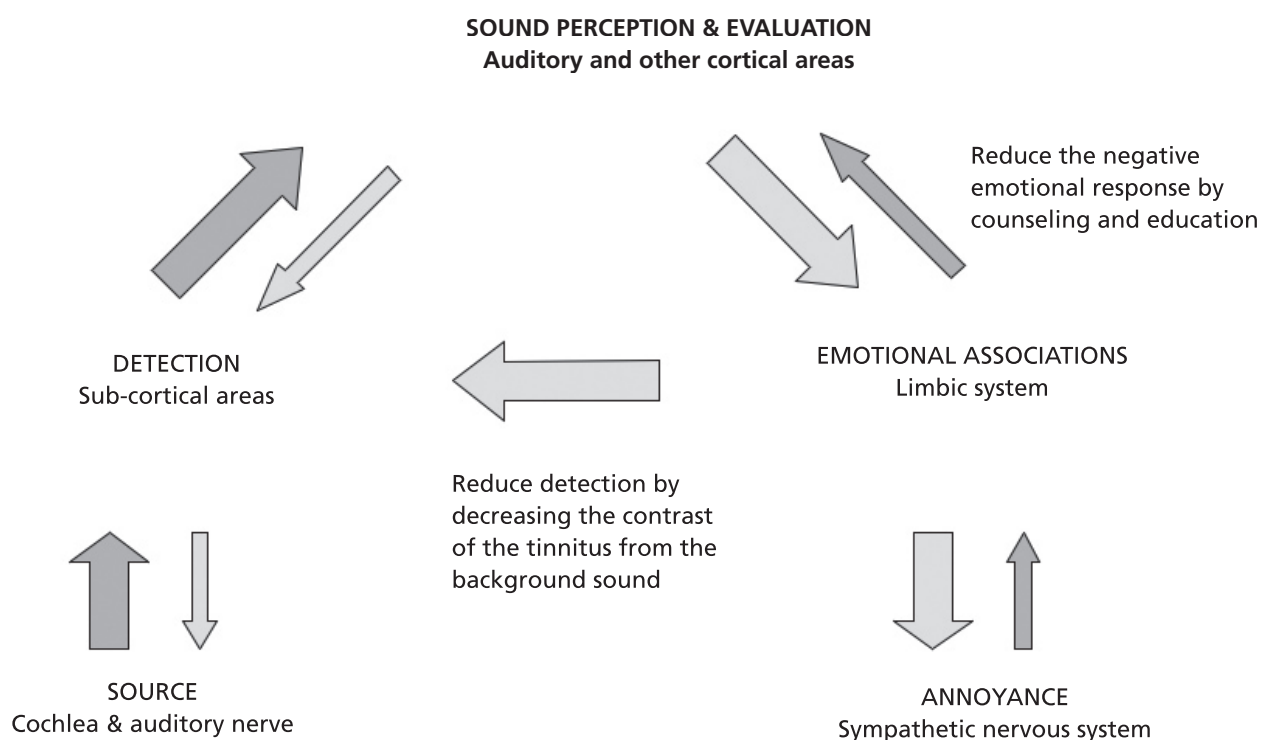 SOUND PERCEPTION & EVALUATION
Auditory and other cortical areas
Reduce the negative
emotional response by
counseling and education
DETECTION
Sub-cortical areas
EMOTIONAL ASSOCIATIONS
Limbic system
Reduce detection by
decreasing the contrast
of the tinnitus from the
background sound
SOURCE
Cochlea & auditory nerve
ANNOYANCE
Sympathetic nervous system